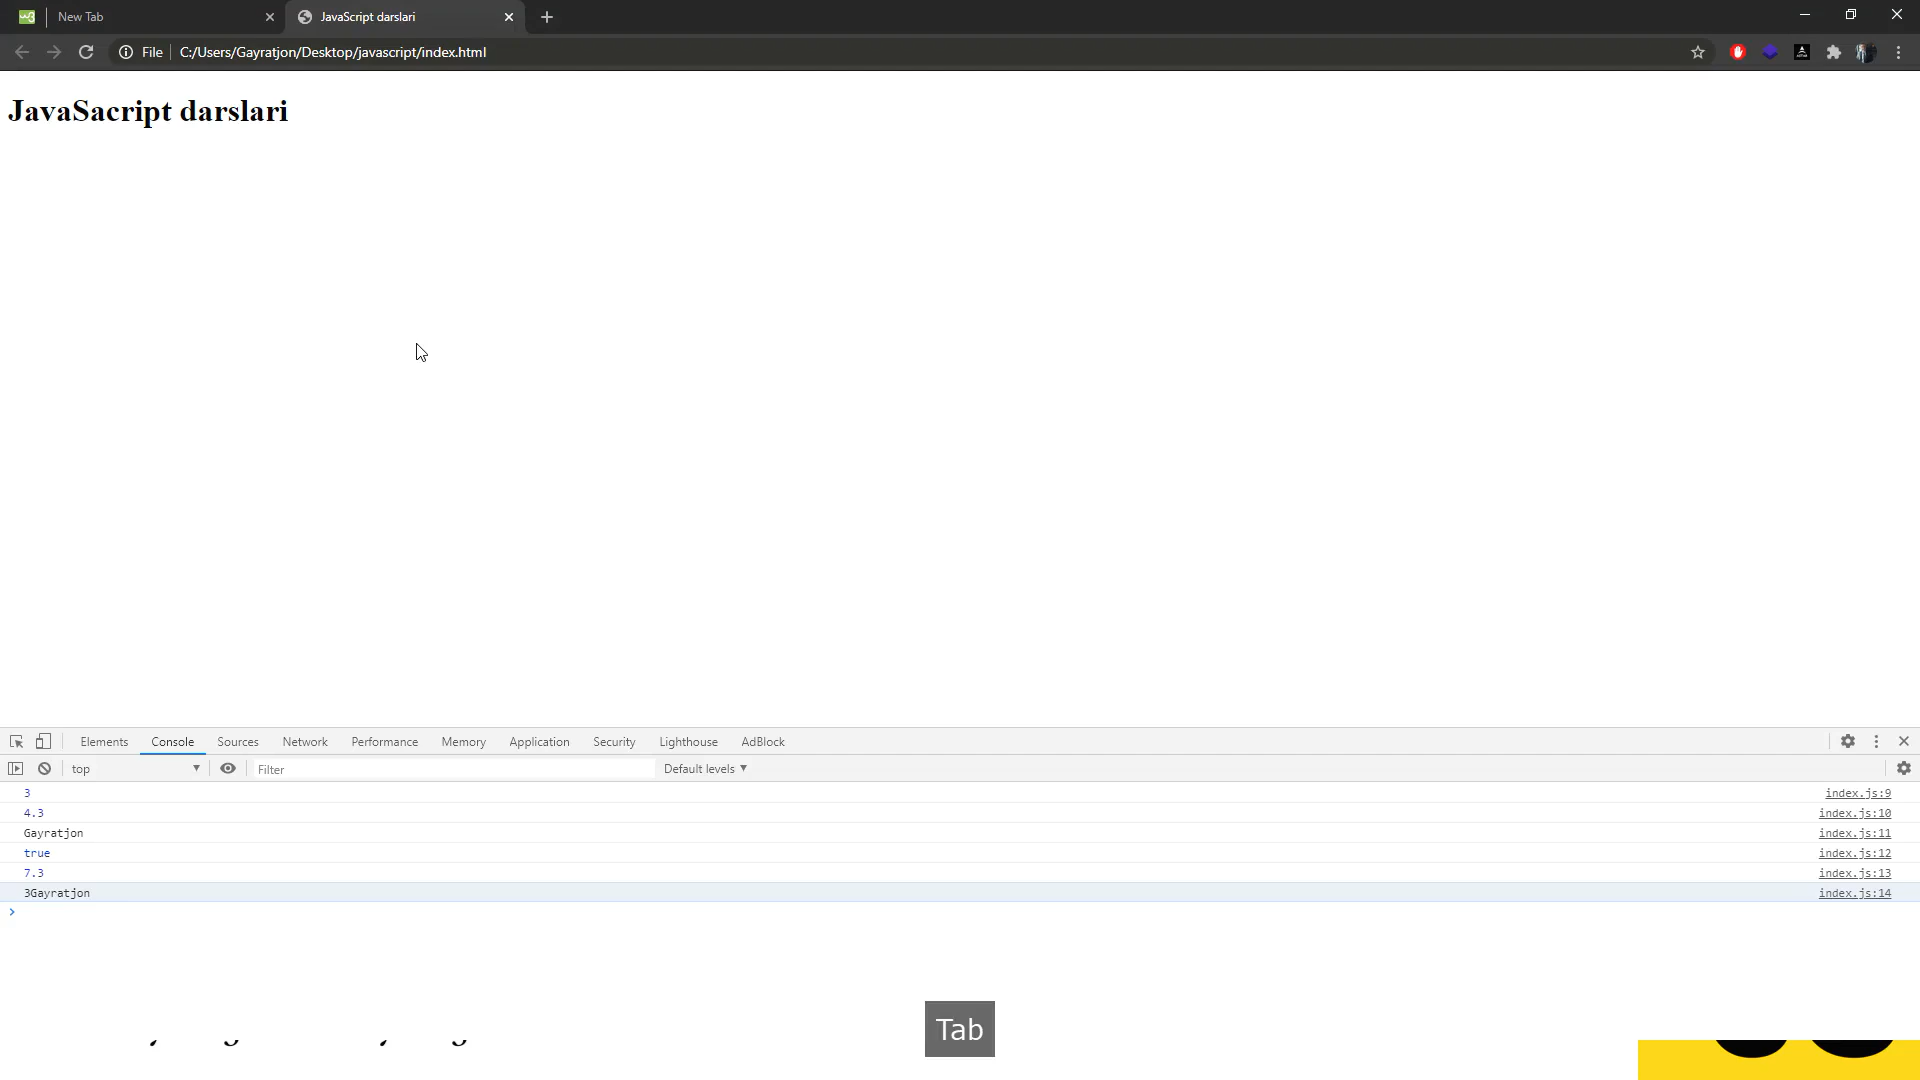 New Tab
JavaScript darslari
File
C:/Users/Gayratjon/Desktop/javascript/index.html
JavaSacript darslari
Elements Console Sources Network Performance Memory Application Security Lighthouse AdBlock
top Filter Default levels
3 index.js:9
4.3 index.js:10
Gayratjon index.js:11
true index.js:12
7.3 index.js:13
3Gayratjon index.js:14
Tab